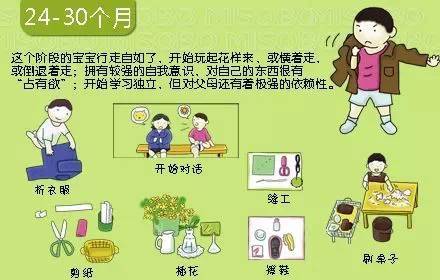 24-30个月
这个阶段的宝宝行走自如了，开始玩起花样来、或横着走，
或倒退着走；拥有较强的自我意识、对自己的东西很有
“占有欲”；开始学习独立，但对父母还有着极强的依赖性。
折衣服
开始对话
缝工
刷桌子
剪纸
插花
擦鞋